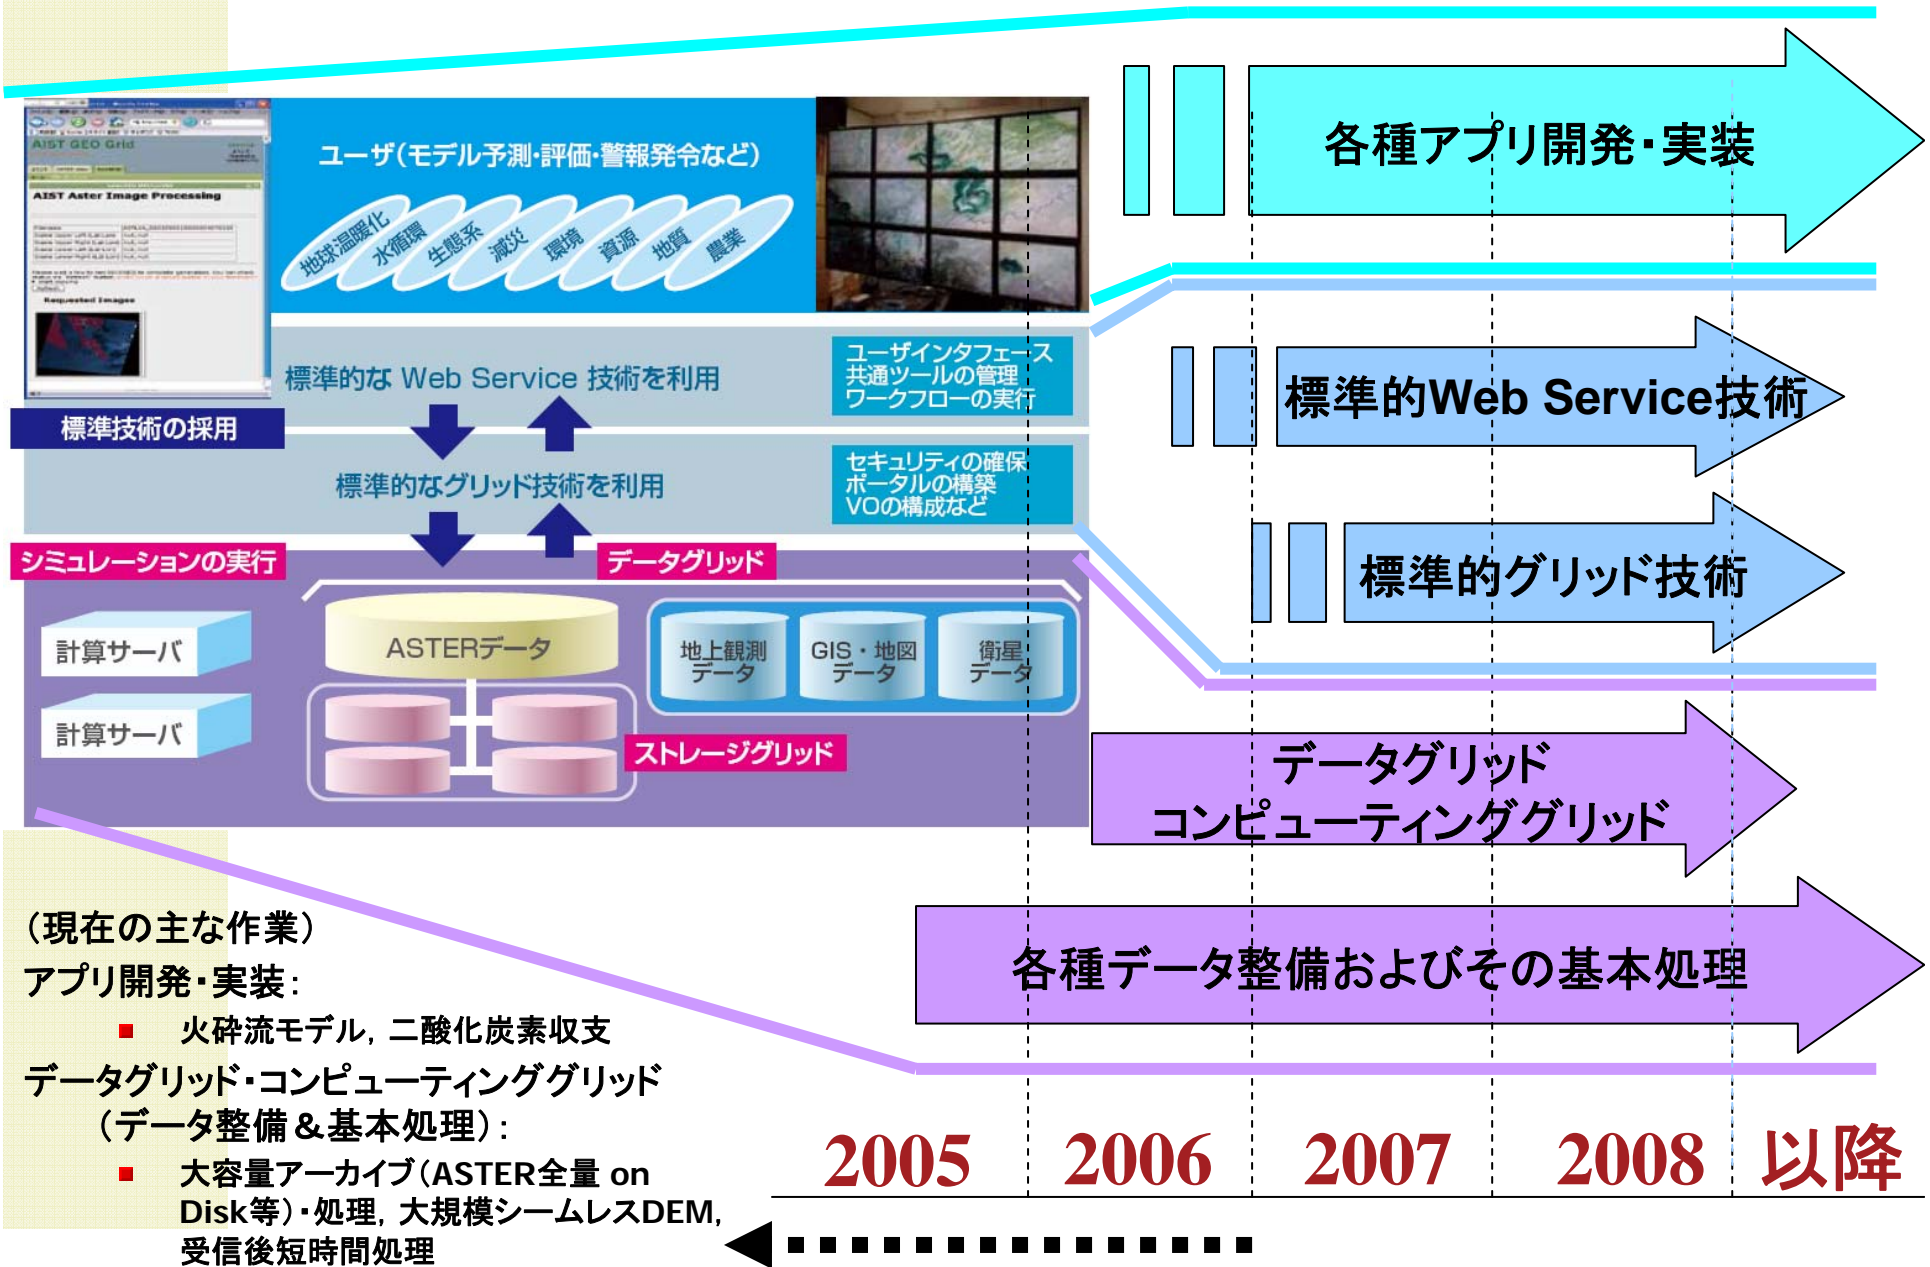 AIST GEO Grid
AIST Aster Image Processing
Requested Images
ユーザ(モデル予測・評価・警報発令など)
地球温暖化
水循環
生態系
減災
環境
資源
地質
農業
標準的な Web Service 技術を利用
ユーザインタフェース
共通ツールの管理
ワークフローの実行
標準技術の採用
標準的なグリッド技術を利用
セキュリティの確保
ポータルの構築
VOの構成など
シミュレーションの実行
データグリッド
計算サーバ
計算サーバ
ASTERデータ
地上観測
データ
GIS・地図
データ
衛星
データ
ストレージグリッド
各種アプリ開発・実装
標準的Web Service技術
標準的グリッド技術
データグリッド
コンピューティンググリッド
各種データ整備およびその基本処理
(現在の主な作業)
アプリ開発・実装:
火砕流モデル, 二酸化炭素収支
データグリッド・コンピューティンググリッド
(データ整備&基本処理):
大容量アーカイブ(ASTER全量 on
Disk等)・処理, 大規模シームレスDEM,
受信後短時間処理
2005 2006 2007 2008 以降